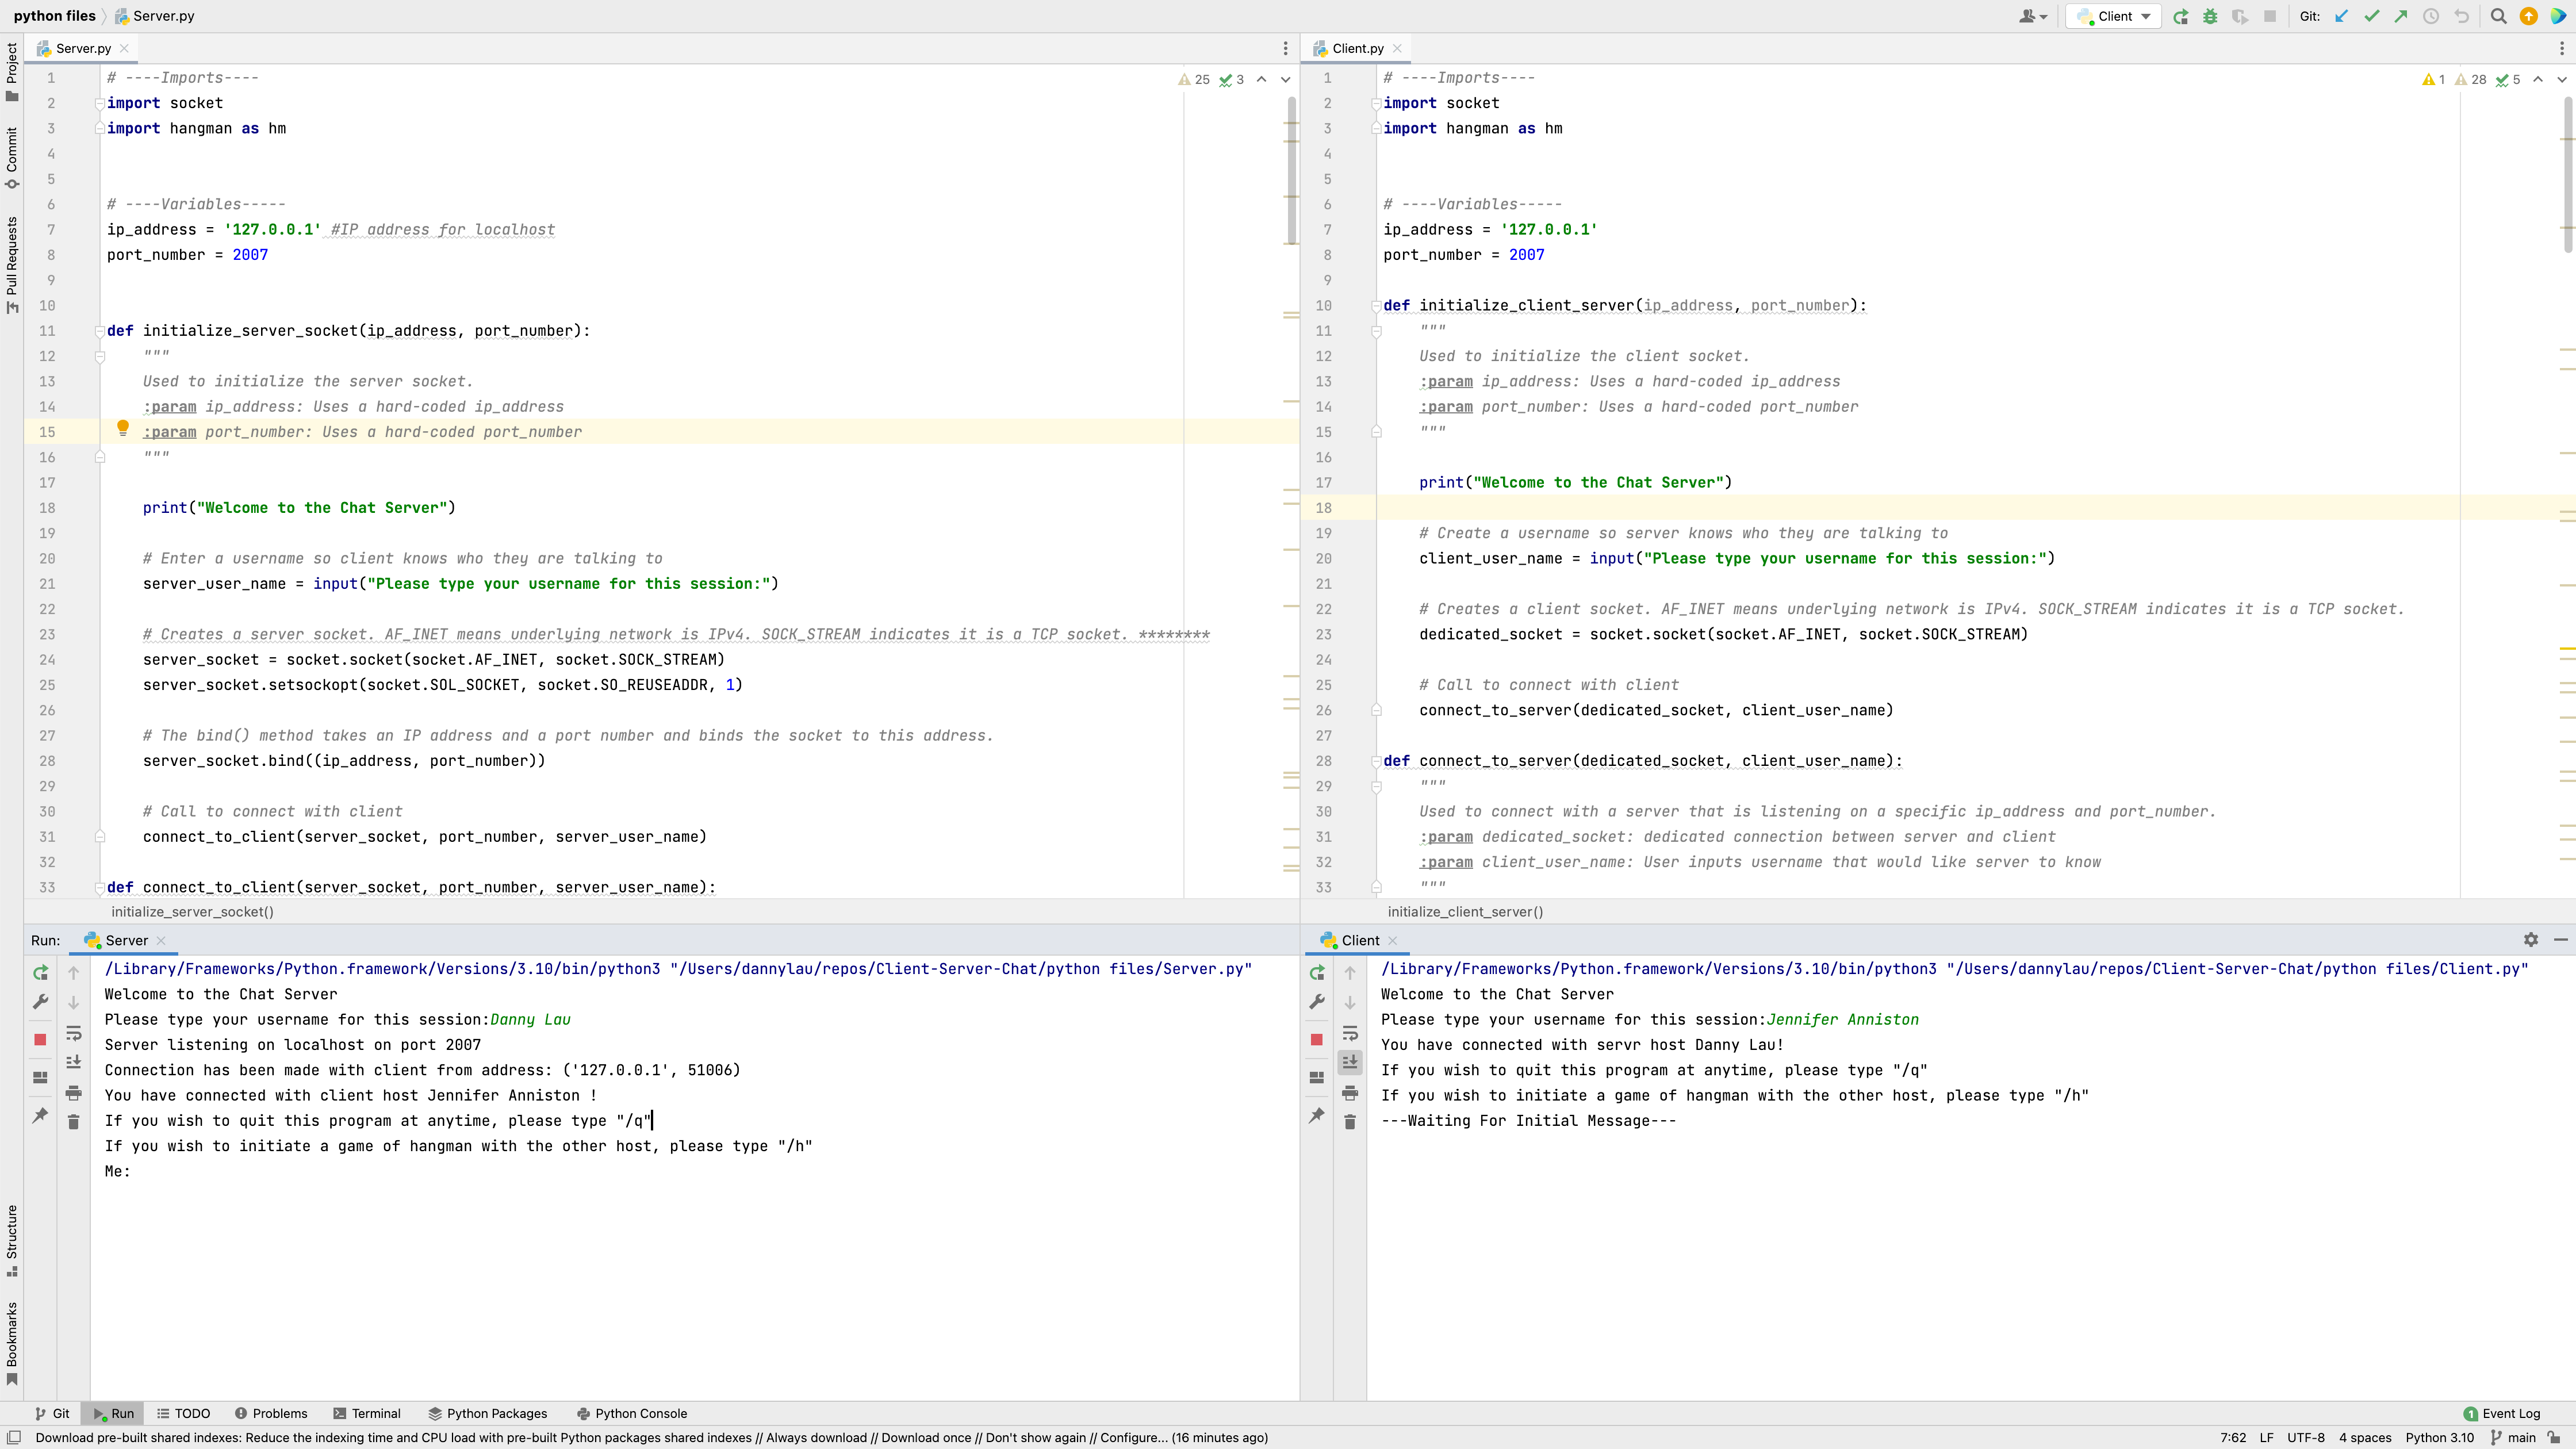 python files
Server.py
Client
Git:
Project
Commit
Pull Requests
Structure
Bookmarks
Server.py
25 3
1 # ----Imports----
2 import socket
3 import hangman as hm
4
5
6 # ----Variables-----
7 ip_address = '127.0.0.1' #IP address for localhost
8 port_number = 2007
9
10
11 def initialize_server_socket(ip_address, port_number):
12 """
13 Used to initialize the server socket.
14 :param ip_address: Uses a hard-coded ip_address
15 :param port_number: Uses a hard-coded port_number
16 """
17
18 print("Welcome to the Chat Server")
19
20 # Enter a username so client knows who they are talking to
21 server_user_name = input("Please type your username for this session:")
22
23 # Creates a server socket. AF_INET means underlying network is IPv4. SOCK_STREAM indicates it is a TCP socket. ********
24 server_socket = socket.socket(socket.AF_INET, socket.SOCK_STREAM)
25 server_socket.setsockopt(socket.SOL_SOCKET, socket.SO_REUSEADDR, 1)
26
27 # The bind() method takes an IP address and a port number and binds the socket to this address.
28 server_socket.bind((ip_address, port_number))
29
30 # Call to connect with client
31 connect_to_client(server_socket, port_number, server_user_name)
32
33 def connect_to_client(server_socket, port_number, server_user_name):
initialize_server_socket()
Client.py
1 28 5
1 # ----Imports----
2 import socket
3 import hangman as hm
4
5
6 # ----Variables-----
7 ip_address = '127.0.0.1'
8 port_number = 2007
9
10 def initialize_client_server(ip_address, port_number):
11 """
12 Used to initialize the client socket.
13 :param ip_address: Uses a hard-coded ip_address
14 :param port_number: Uses a hard-coded port_number
15 """
16
17 print("Welcome to the Chat Server")
18
19 # Create a username so server knows who they are talking to
20 client_user_name = input("Please type your username for this session:")
21
22 # Creates a client socket. AF_INET means underlying network is IPv4. SOCK_STREAM indicates it is a TCP socket.
23 dedicated_socket = socket.socket(socket.AF_INET, socket.SOCK_STREAM)
24
25 # Call to connect with client
26 connect_to_server(dedicated_socket, client_user_name)
27
28 def connect_to_server(dedicated_socket, client_user_name):
29 """
30 Used to connect with a server that is listening on a specific ip_address and port_number.
31 :param dedicated_socket: dedicated connection between server and client
32 :param client_user_name: User inputs username that would like server to know
33 """
initialize_client_server()
Run: Server
/Library/Frameworks/Python.framework/Versions/3.10/bin/python3 "/Users/dannylau/repos/Client-Server-Chat/python files/Server.py"
Welcome to the Chat Server
Please type your username for this session:Danny Lau
Server listening on localhost on port 2007
Connection has been made with client from address: ('127.0.0.1', 51006)
You have connected with client host Jennifer Anniston !
If you wish to quit this program at anytime, please type "/q"
If you wish to initiate a game of hangman with the other host, please type "/h"
Me:
Client
/Library/Frameworks/Python.framework/Versions/3.10/bin/python3 "/Users/dannylau/repos/Client-Server-Chat/python files/Client.py"
Welcome to the Chat Server
Please type your username for this session:Jennifer Anniston
You have connected with servr host Danny Lau!
If you wish to quit this program at anytime, please type "/q"
If you wish to initiate a game of hangman with the other host, please type "/h"
---Waiting For Initial Message---
Git Run TODO Problems Terminal Python Packages Python Console
1 Event Log
Download pre-built shared indexes: Reduce the indexing time and CPU load with pre-built Python packages shared indexes // Always download // Download once // Don't show again // Configure... (16 minutes ago)
7:62 LF UTF-8 4 spaces Python 3.10 main